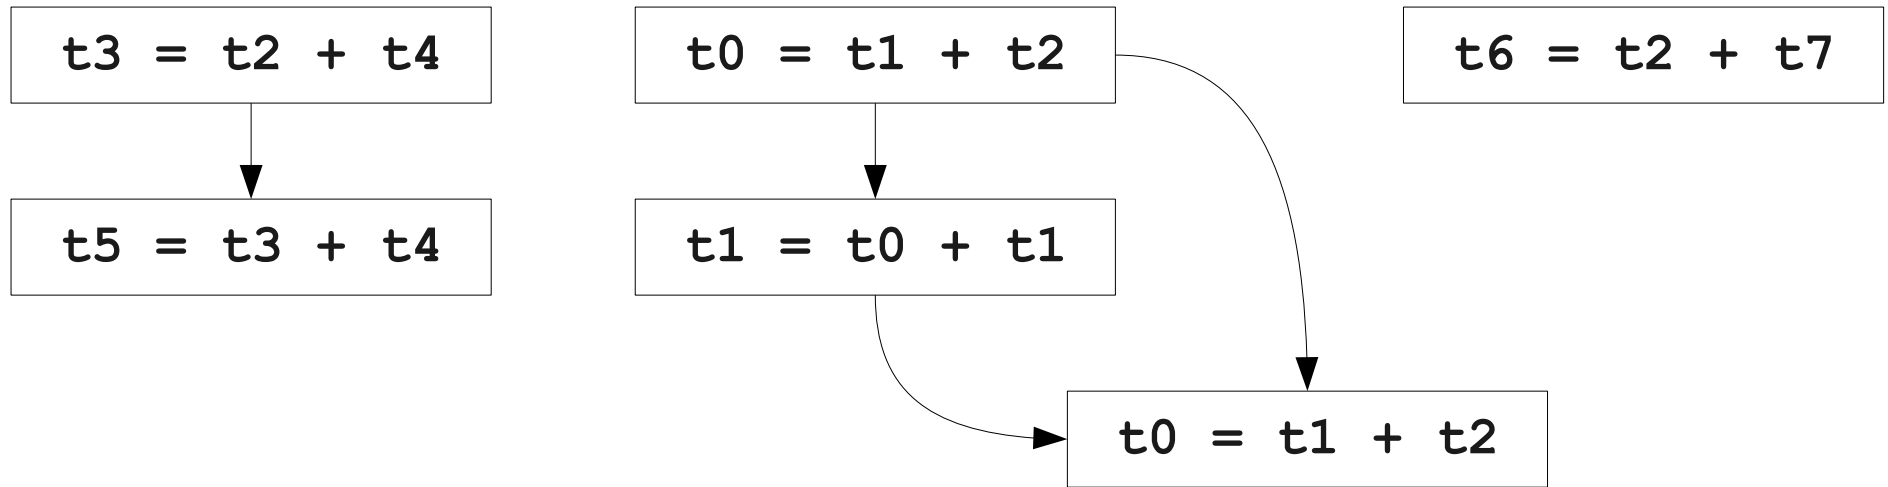 t3 = t2 + t4
t0 = t1 + t2
t6 = t2 + t7
t5 = t3 + t4
t1 = t0 + t1
t0 = t1 + t2